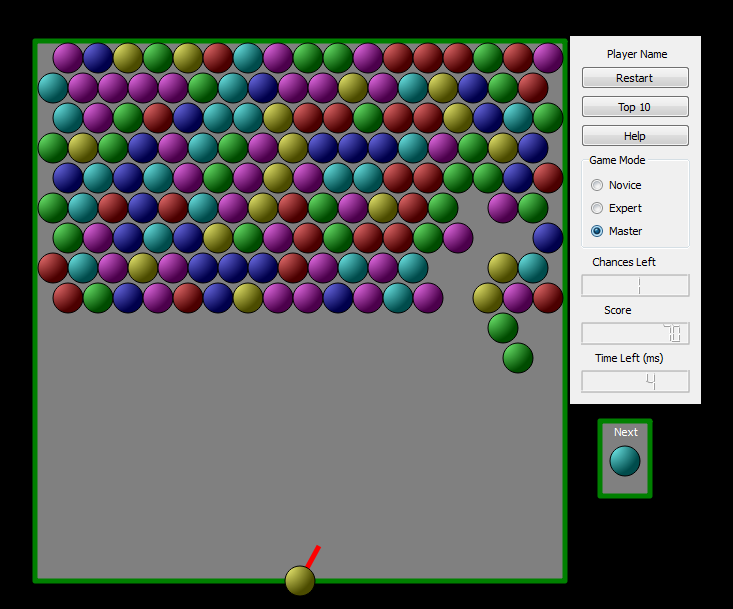 Player Name
Restart
Top 10
Help
Game Mode
Novice
Expert
Master
Chances Left
1
Score
70
Time Left (ms)
4
Next